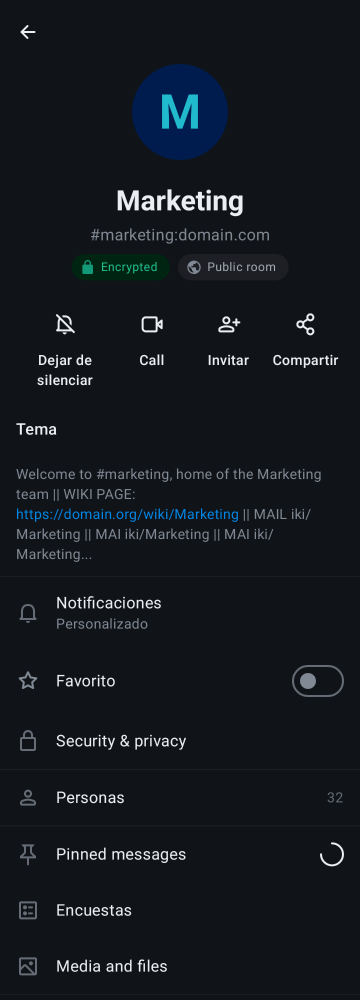 M
Marketing
#marketing:domain.com
Encrypted
Public room
Dejar de
silenciar
Call
Invitar
Compartir
Tema
Welcome to #marketing, home of the Marketing
team || WIKI PAGE:
https://domain.org/wiki/Marketing || MAIL iki/
Marketing || MAI iki/Marketing || MAI iki/
Marketing...
Notificaciones
Personalizado
Favorito
Security & privacy
Personas
32
Pinned messages
Encuestas
Media and files